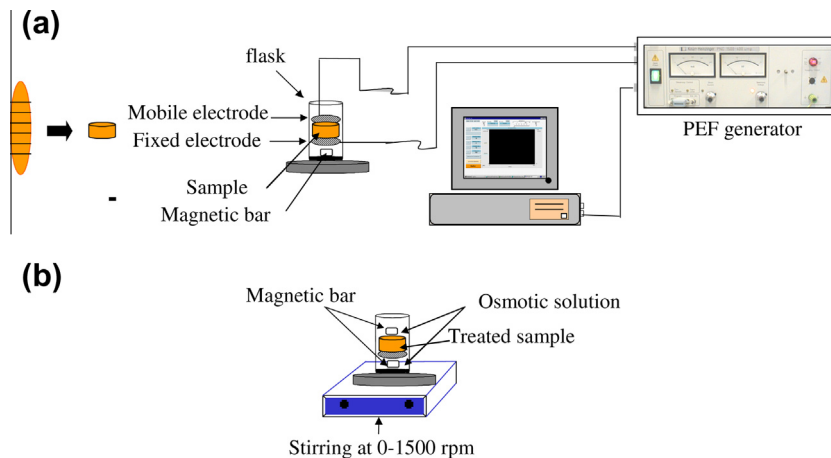 (a)
flask
Mobile electrode
Fixed electrode
Sample
Magnetic bar
PEF generator
(b)
Magnetic bar
Osmotic solution
Treated sample
Stirring at 0-1500 rpm